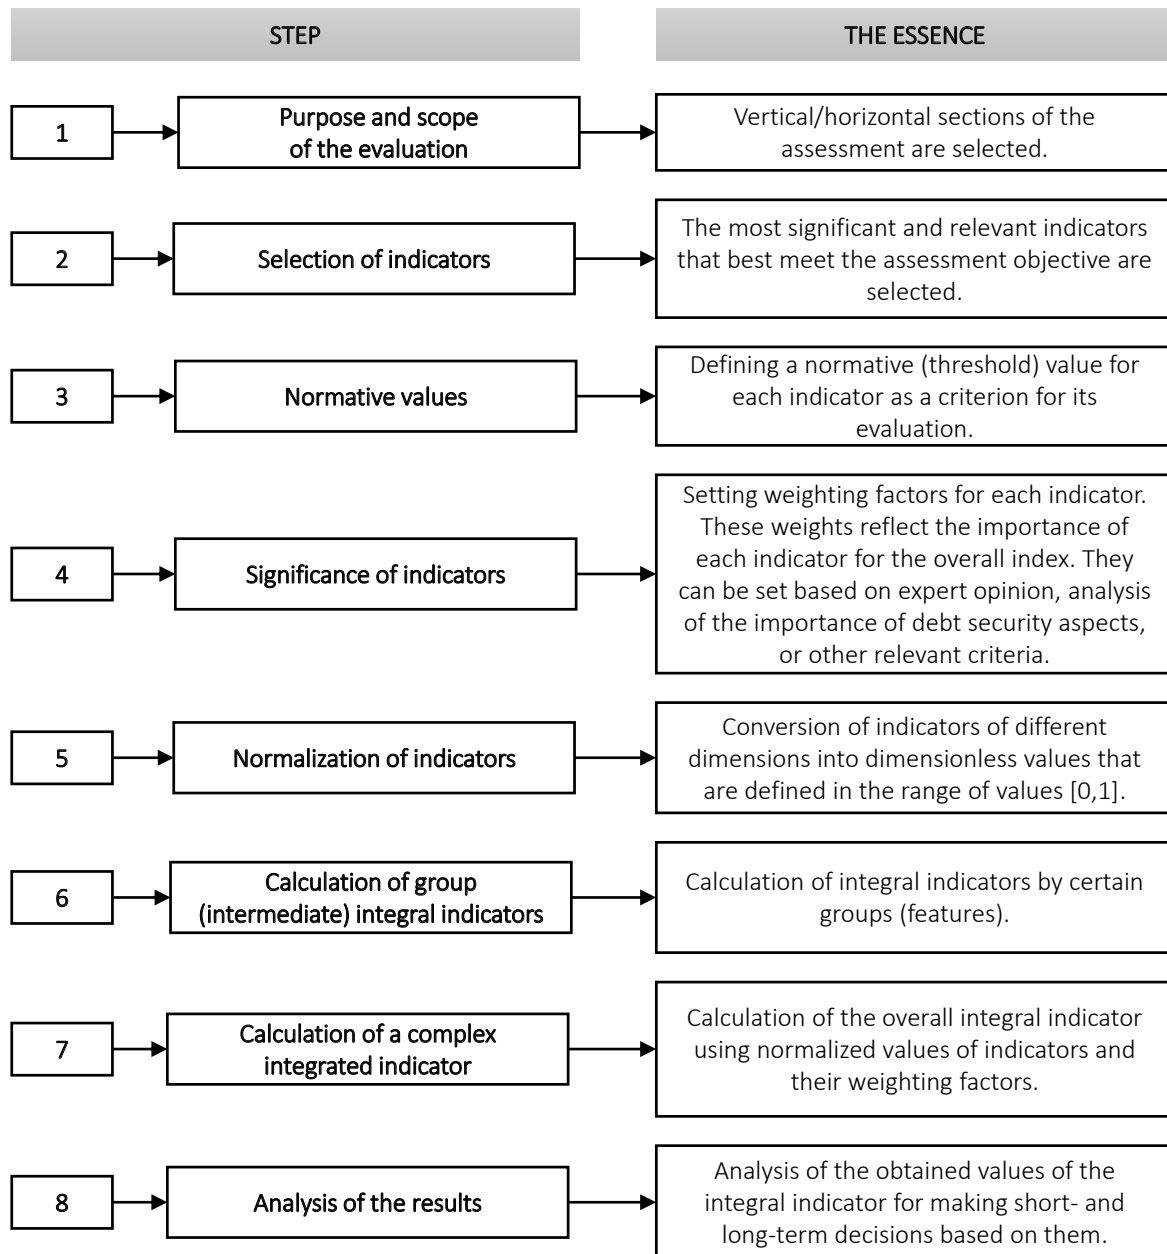 STEP
THE ESSENCE
1
Purpose and scope
of the evaluation
Vertical/horizontal sections of the
assessment are selected.
2
Selection of indicators
The most significant and relevant indicators
that best meet the assessment objective are
selected.
3
Normative values
Defining a normative (threshold) value for
each indicator as a criterion for its
evaluation.
4
Significance of indicators
Setting weighting factors for each indicator.
These weights reflect the importance of
each indicator for the overall index. They
can be set based on expert opinion, analysis
of the importance of debt security aspects,
or other relevant criteria.
5
Normalization of indicators
Conversion of indicators of different
dimensions into dimensionless values that
are defined in the range of values [0,1].
6
Calculation of group
(intermediate) integral indicators
Calculation of integral indicators by certain
groups (features).
7
Calculation of a complex
integrated indicator
Calculation of the overall integral indicator
using normalized values of indicators and
their weighting factors.
8
Analysis of the results
Analysis of the obtained values of the
integral indicator for making short- and
long-term decisions based on them.